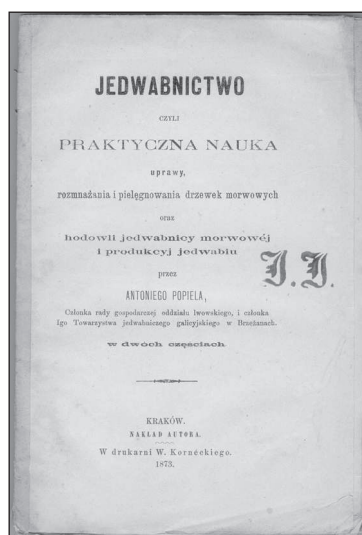 JEDWABNICTWO
CZYLI
PRAKTYCZNA NAUKA
uprawy,
rozmnażania i pielęgnowania drzewek morwowych
oraz
hodowli jedwabnicy morwowéj
i produkcyj jedwabiu
J. J.
przez
ANTONIEGO POPIELA,
Członka rady gospodarczej oddziału lwowskiego, i członka
Igo Towarzystwa jedwabniczego galicyjskiego w Brzeżanach.
w dwóch częściach
KRAKÓW.
NAKŁAD AUTORA.
W drukarni W. Korneckiego.
1873.